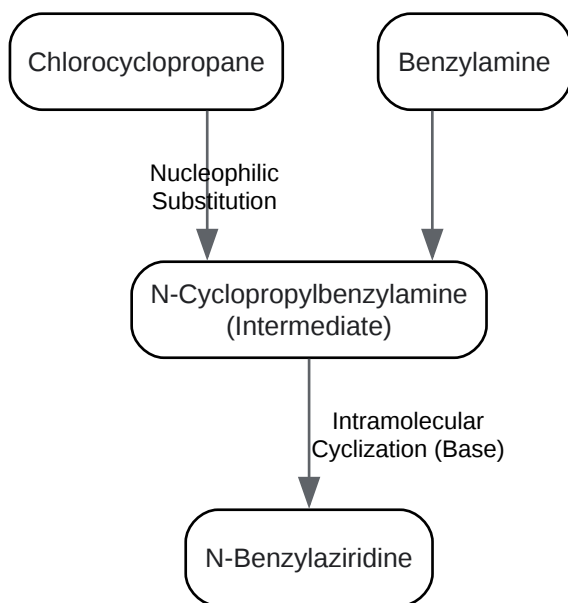 Chlorocyclopropane
Benzylamine
Nucleophilic
Substitution
N-Cyclopropylbenzylamine
(Intermediate)
Intramolecular
Cyclization (Base)
N-Benzylaziridine